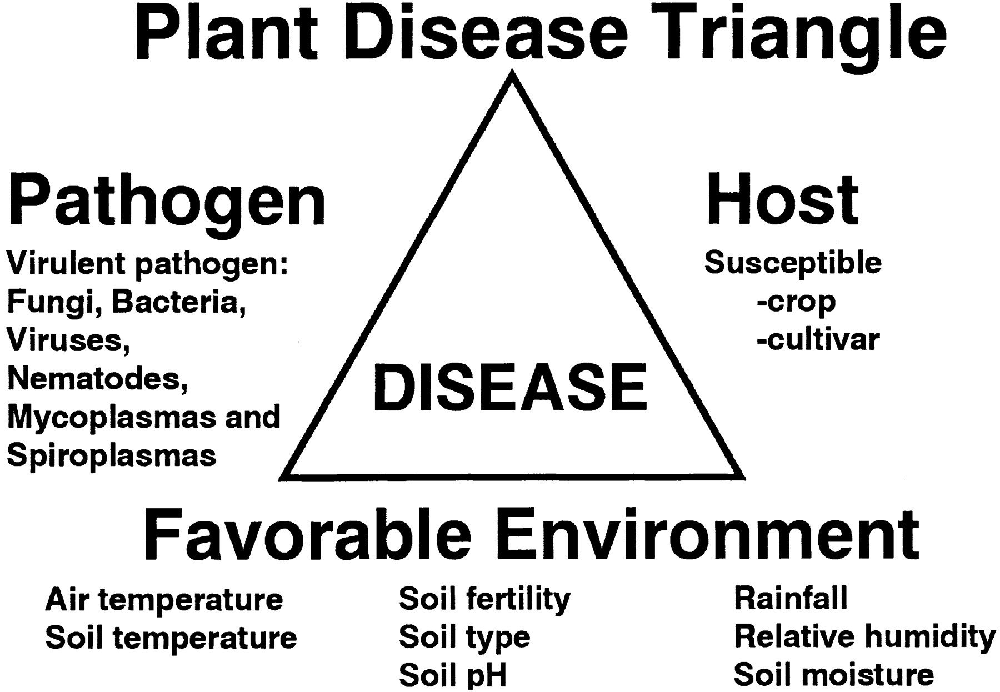 Plant Disease Triangle
Pathogen
Virulent pathogen:
Fungi, Bacteria,
Viruses,
Nematodes,
Mycoplasmas and
Spiroplasmas
Host
Susceptible
-crop
-cultivar
DISEASE
Favorable Environment
Air temperature
Soil temperature
Soil fertility
Soil type
Soil pH
Rainfall
Relative humidity
Soil moisture